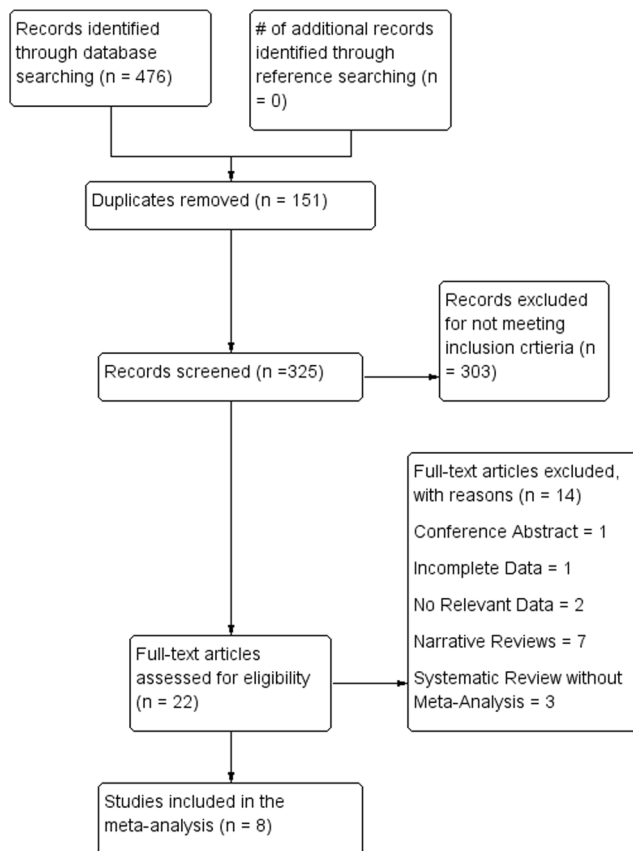 Records identified
through database
searching (n = 476)
# of additional records
identified through
reference searching (n
= 0)
Duplicates removed (n = 151)
Records excluded
for not meeting
inclusion crtieria (n
= 303)
Records screened (n =325)
Full-text articles excluded,
with reasons (n = 14)
Conference Abstract = 1
Incomplete Data = 1
No Relevant Data = 2
Narrative Reviews = 7
Systematic Review without
Meta-Analysis = 3
Full-text articles
assessed for eligibility
(n = 22)
Studies included in the
meta-analysis (n = 8)